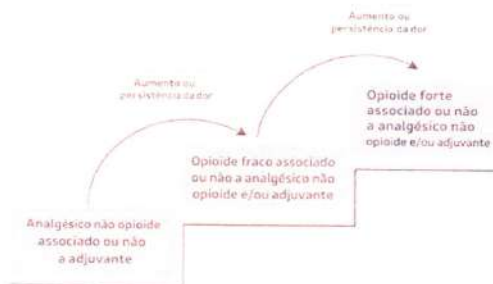 Aumento ou
persistência da dor
Aumento ou
persistência da dor
Opioide forte
associado ou não
a analgésico não
opioide e/ou adjuvante
Opioide fraco associado
ou não a analgésico não
opioide e/ou adjuvante
Analgésico não opioide
associado ou não
a adjuvante